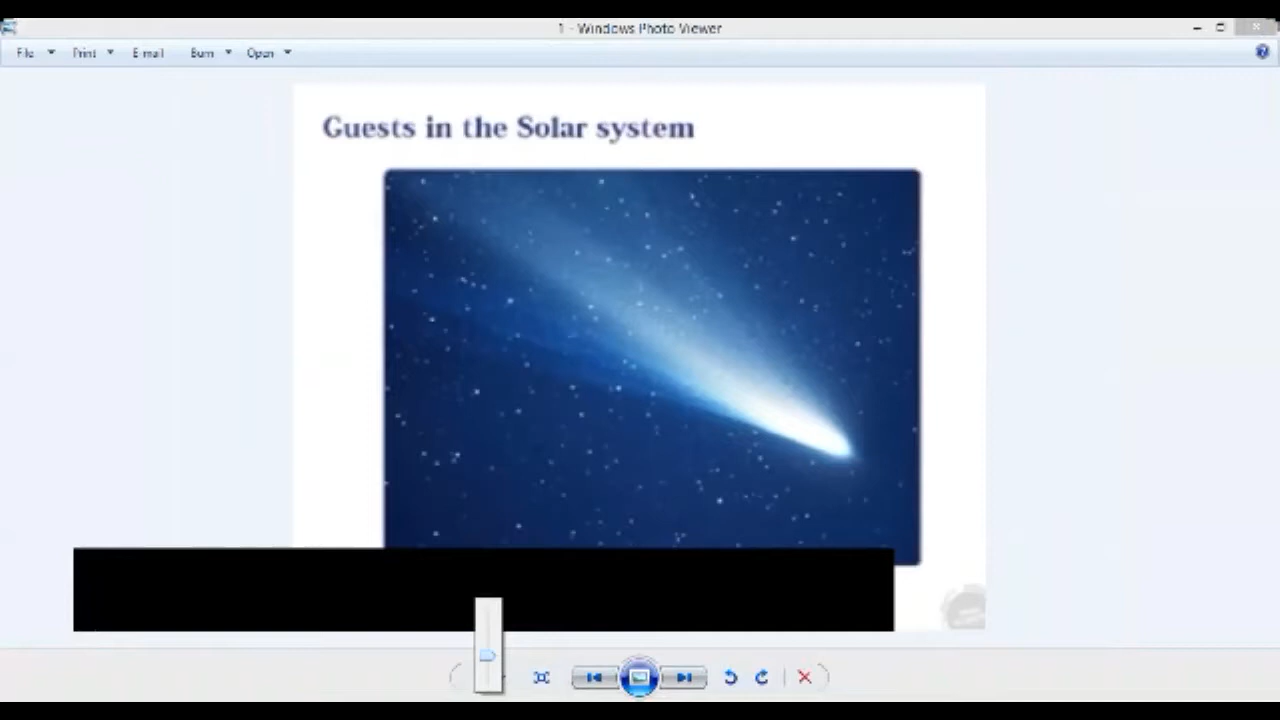 1 - Windows Photo Viewer
File Print E-mail Burn Open
Guests in the Solar system